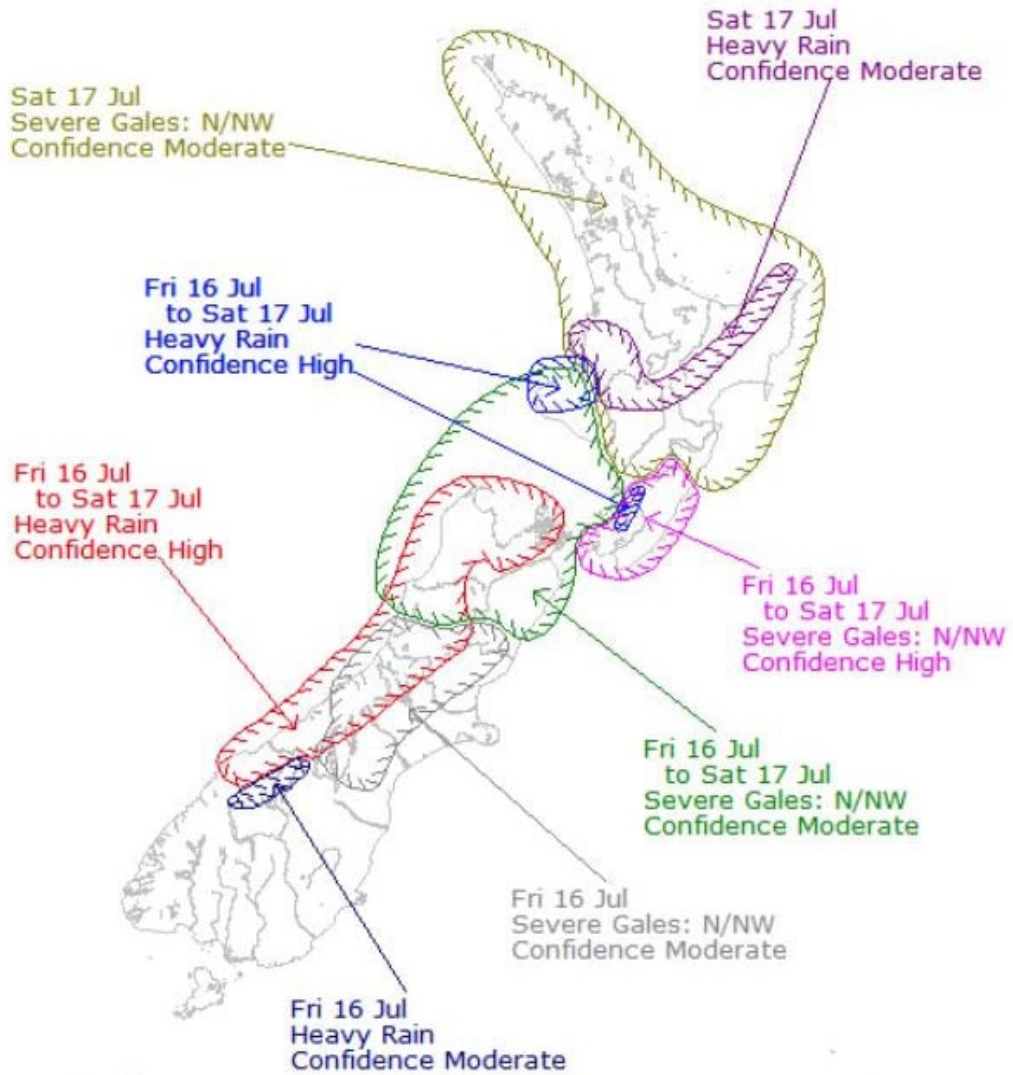 Sat 17 Jul
Heavy Rain
Confidence Moderate
Sat 17 Jul
Severe Gales: N/NW
Confidence Moderate
Fri 16 Jul
to Sat 17 Jul
Heavy Rain
Confidence High
Fri 16 Jul
to Sat 17 Jul
Heavy Rain
Confidence High
Fri 16 Jul
to Sat 17 Jul
Severe Gales: N/NW
Confidence High
Fri 16 Jul
to Sat 17 Jul
Severe Gales: N/NW
Confidence Moderate
Fri 16 Jul
Severe Gales: N/NW
Confidence Moderate
Fri 16 Jul
Heavy Rain
Confidence Moderate